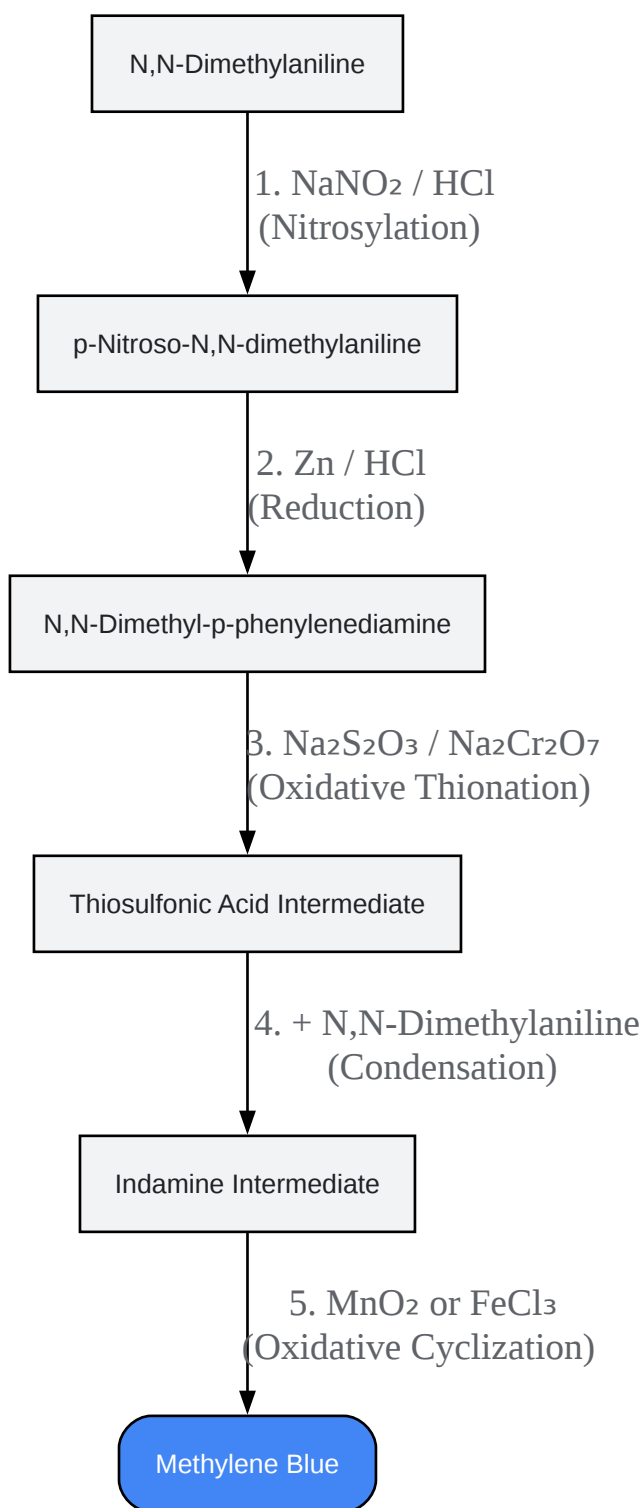 N,N-Dimethylaniline
1. NaNO₂ / HCl
(Nitrosylation)
p-Nitroso-N,N-dimethylaniline
2. Zn / HCl
(Reduction)
N,N-Dimethyl-p-phenylenediamine
3. Na₂S₂O₃ / Na₂Cr₂O₇
(Oxidative Thionation)
Thiosulfonic Acid Intermediate
4. + N,N-Dimethylaniline
(Condensation)
Indamine Intermediate
5. MnO₂ or FeCl₃
(Oxidative Cyclization)
Methylene Blue